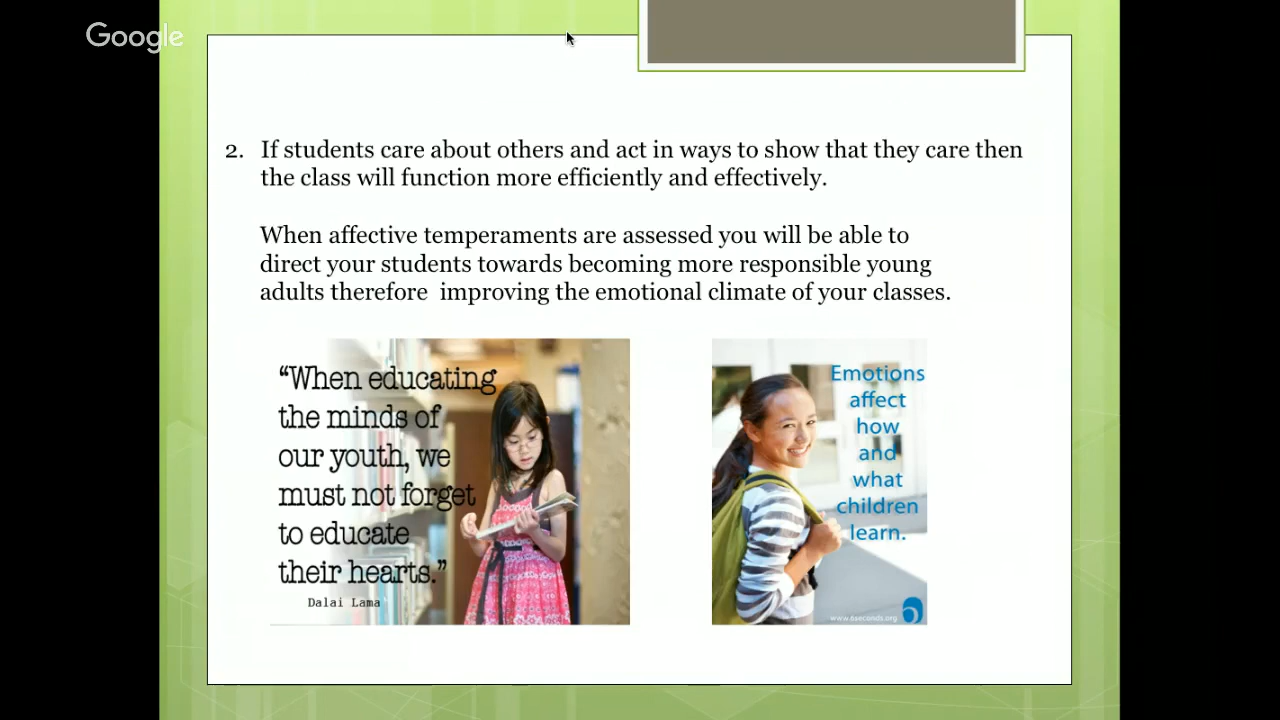 Google
2. If students care about others and act in ways to show that they care then
the class will function more efficiently and effectively.
When affective temperaments are assessed you will be able to
direct your students towards becoming more responsible young
adults therefore improving the emotional climate of your classes.
“When educating
the minds of
our youth, we
must not forget
to educate
their hearts.”
Dalai Lama
Emotions
affect
how
and
what
children
learn.
www.6seconds.org